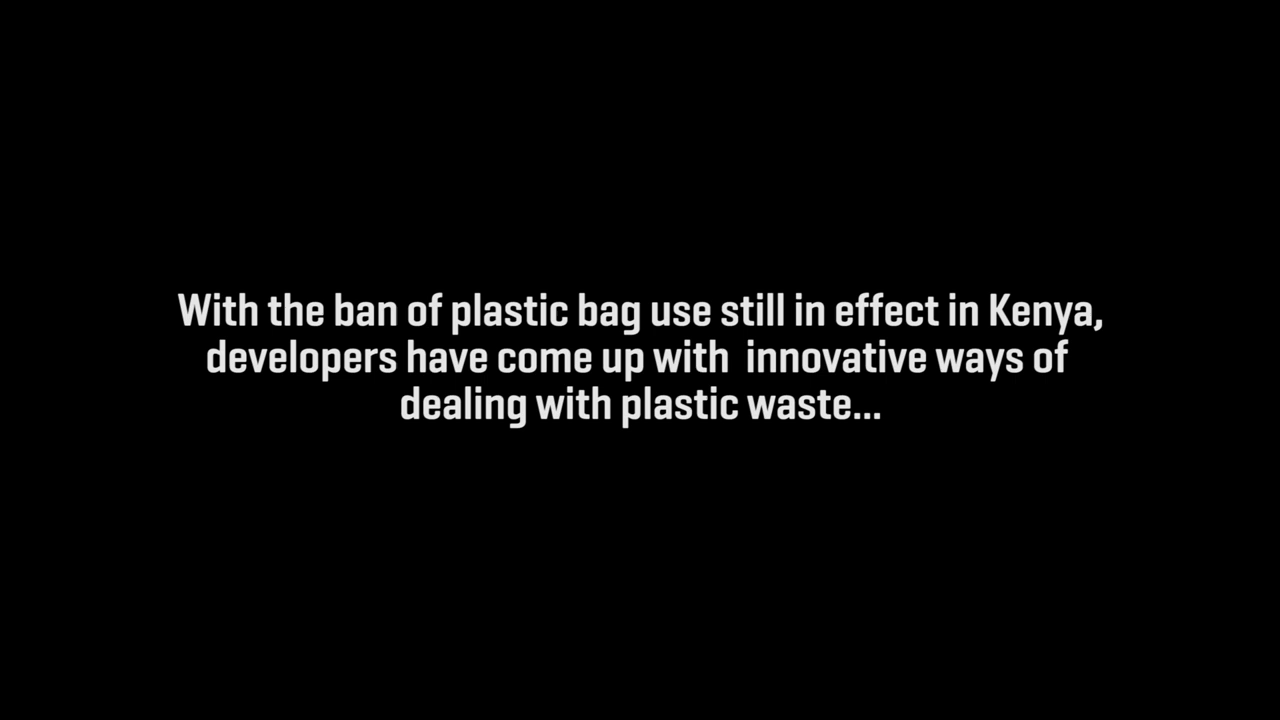 With the ban of plastic bag use still in effect in Kenya,
developers have come up with  innovative ways of
dealing with plastic waste...